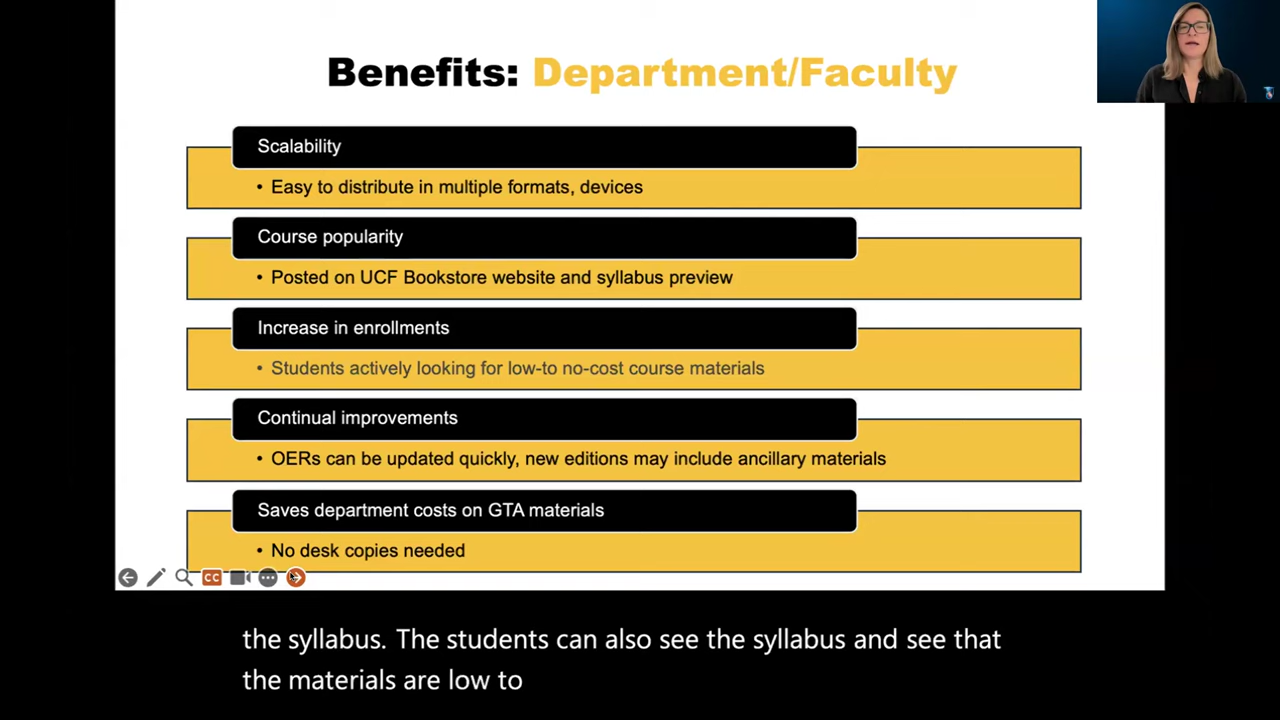 Benefits: Department/Faculty
Scalability
• Easy to distribute in multiple formats, devices
Course popularity
• Posted on UCF Bookstore website and syllabus preview
Increase in enrollments
• Students actively looking for low-to no-cost course materials
Continual improvements
• OERs can be updated quickly, new editions may include ancillary materials
Saves department costs on GTA materials
• No desk copies needed
CC
the syllabus. The students can also see the syllabus and see that
the materials are low to